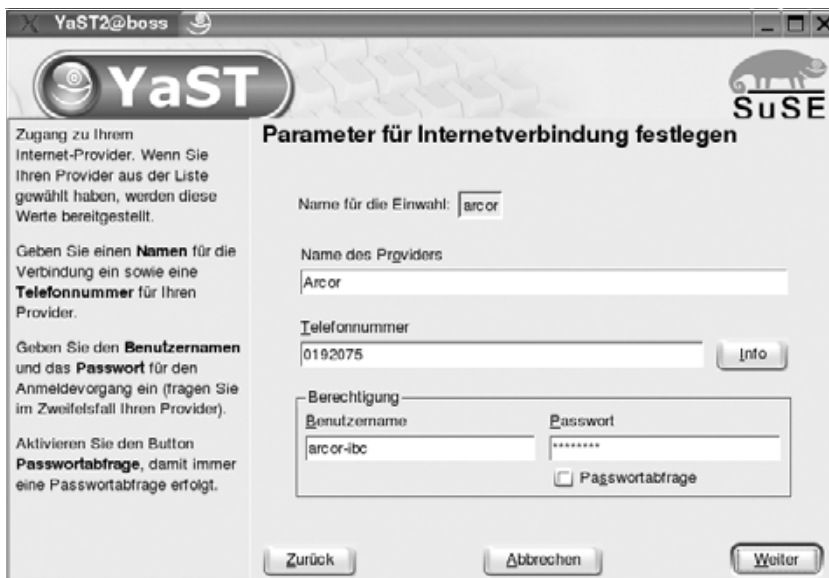 YaST2@boss
YaST
SuSE
Zugang zu Ihrem
Internet-Provider. Wenn Sie
Ihren Provider aus der Liste
gewählt haben, werden diese
Werte bereitgestellt.
Geben Sie einen Namen für die
Verbindung ein sowie eine
Telefonnummer für Ihren
Provider.
Geben Sie den Benutzernamen
und das Passwort für den
Anmeldevorgang ein (fragen Sie
im Zweifelsfall Ihren Provider).
Aktivieren Sie den Button
Passwortabfrage, damit immer
eine Passwortabfrage erfolgt.
Parameter für Internetverbindung festlegen
Name für die Einwahl: arcor
Name des Providers
Arcor
Telefonnummer
0192075
Info
Berechtigung
Benutzername
Passwort
arcor-ibc
********
Passwortabfrage
Zurück
Abbrechen
Weiter